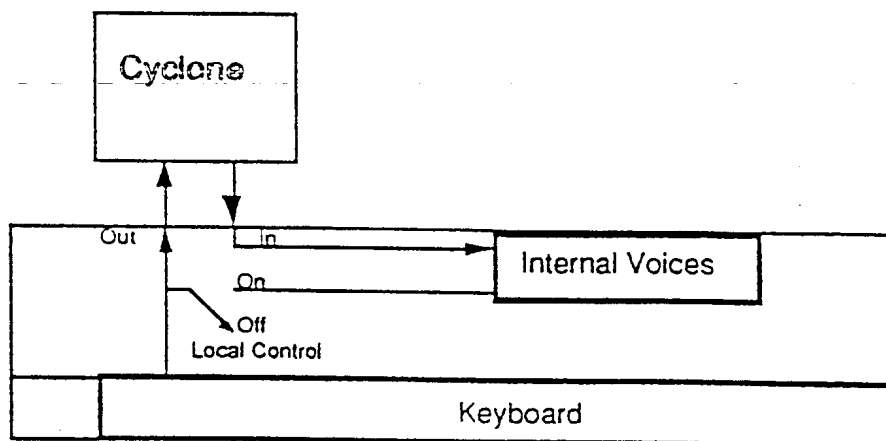 Cyclone
Out
In
Internal Voices
On
Off
Local Control
Keyboard